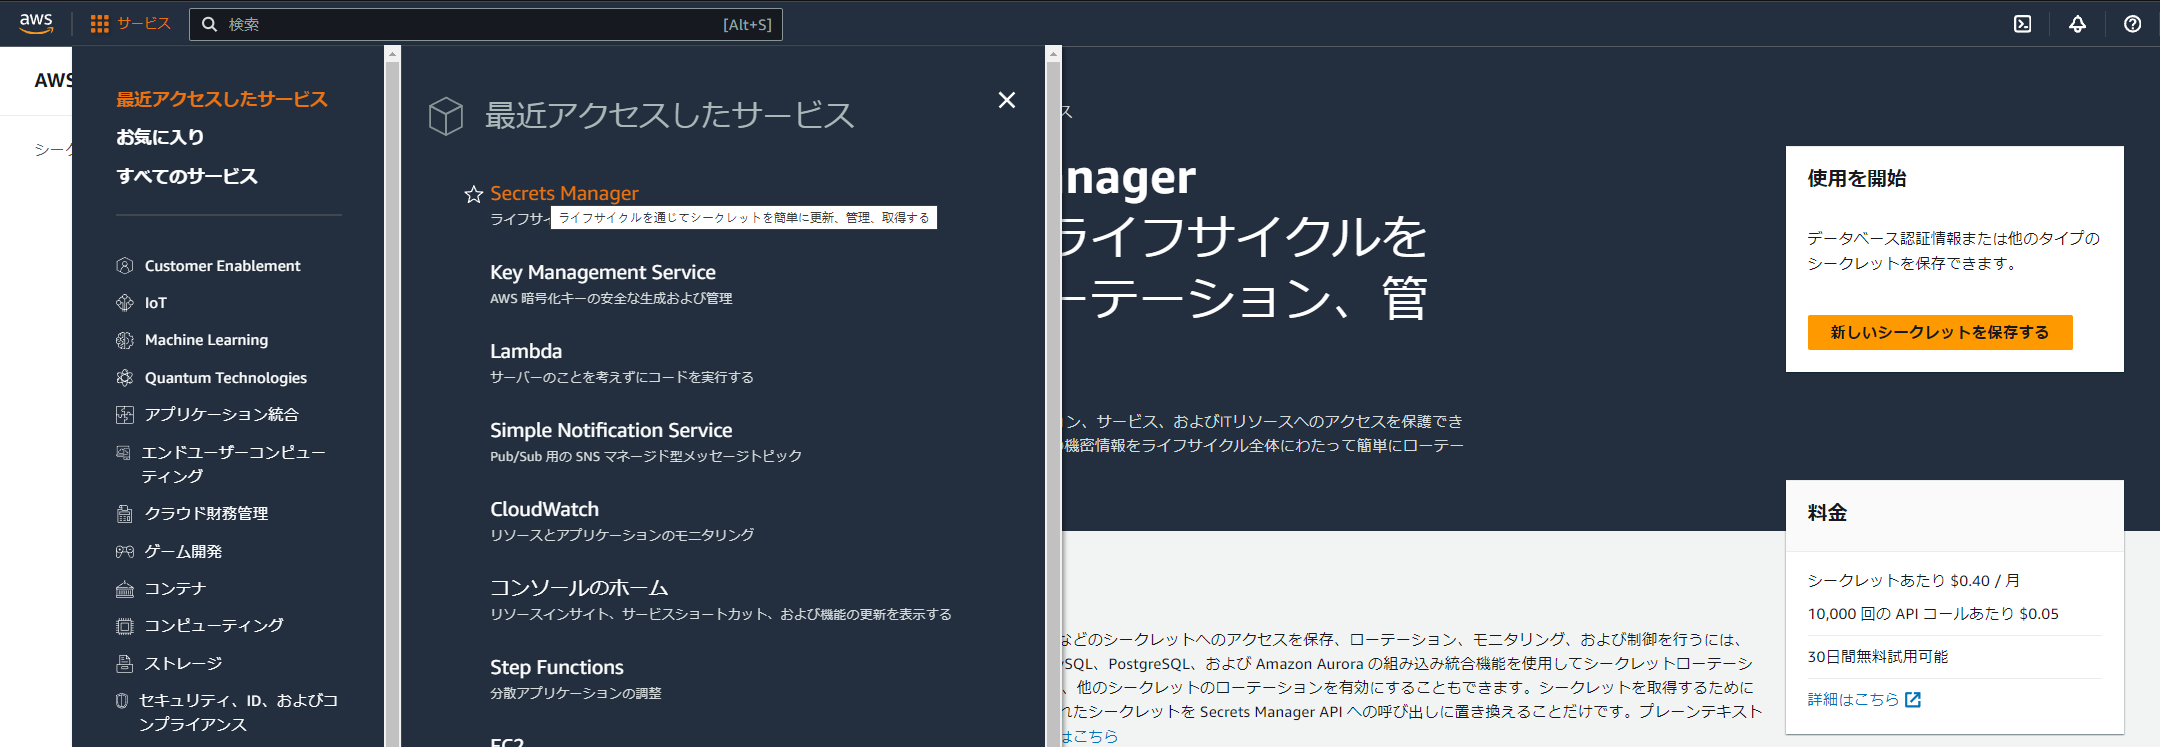 aws
サービス
検索
[Alt+S]
AWS
シーク
最近アクセスしたサービス
お気に入り
すべてのサービス
Customer Enablement
IoT
Machine Learning
Quantum Technologies
アプリケーション統合
エンドユーザーコンピュー
ティング
クラウド財務管理
ゲーム開発
コンテナ
コンピューティング
ストレージ
セキュリティ、ID、およびコ
ンプライアンス
最近アクセスしたサービス
Secrets Manager
ライフサイ
ライフサイクルを通じてシークレットを簡単に更新、管理、取得する
Key Management Service
AWS 暗号化キーの安全な生成および管理
Lambda
サーバーのことを考えずにコードを実行する
Simple Notification Service
Pub/Sub 用の SNS マネージド型メッセージトピック
CloudWatch
リソースとアプリケーションのモニタリング
コンソールのホーム
リソースインサイト、サービスショートカット、および機能の更新を表示する
Step Functions
分散アプリケーションの調整
EC2
ス
nager
ライフサイクルを
ーテーション、管
ン、サービス、およびITリソースへのアクセスを保護でき
機密情報をライフサイクル全体にわたって簡単にローテー
などのシークレットへのアクセスを保存、ローテーション、モニタリング、および制御を行うには、
SQL、PostgreSQL、および Amazon Aurora の組み込み統合機能を使用してシークレットローテーシ
、他のシークレットのローテーションを有効にすることもできます。シークレットを取得するために
れたシークレットを Secrets Manager API への呼び出しに置き換えることだけです。プレーンテキスト
はこちら
使用を開始
データベース認証情報または他のタイプの
シークレットを保存できます。
新しいシークレットを保存する
料金
シークレットあたり $0.40 / 月
10,000 回の API コールあたり $0.05
30日間無料試用可能
詳細はこちら